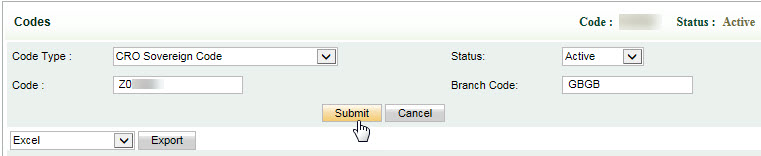 Codes Code : Status : Active
Code Type : CRO Sovereign Code Status: Active
Code : Z0 Branch Code: GBGB
Submit Cancel
Excel Export